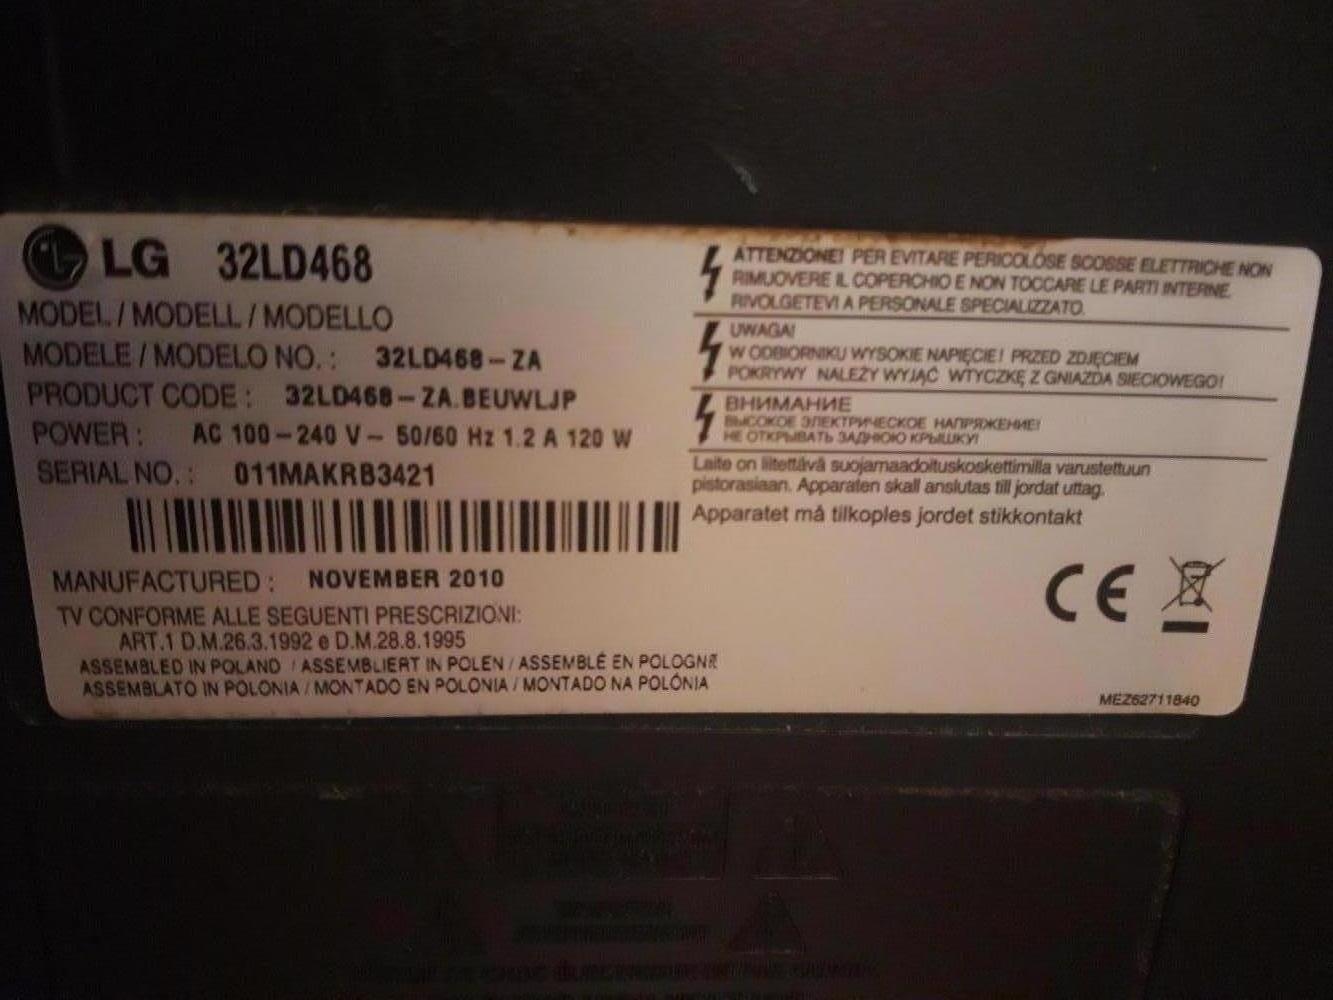 LG 32LD468
MODEL / MODELL / MODELLO
MODELE / MODELO NO. : 32LD468 – ZA
PRODUCT CODE : 32LD468 – ZA.BEUWLJP
POWER : AC 100 – 240 V ~ 50/60 Hz 1.2 A 120 W
SERIAL NO. : 011MAKRB3421
MANUFACTURED : NOVEMBER 2010
TV CONFORME ALLE SEGUENTI PRESCRIZIONI:
ART.1 D.M.26.3.1992 e D.M.28.8.1995
ASSEMBLED IN POLAND / ASSEMBLIERT IN POLEN / ASSEMBLÉ EN POLOGNE
ASSEMBLATO IN POLONIA / MONTADO EN POLONIA / MONTADO NA POLÓNIA
ATTENZIONE! PER EVITARE PERICOLOSE SCOSSE ELETTRICHE NON
RIMUOVERE IL COPERCHIO E NON TOCCARE LE PARTI INTERNE.
RIVOLGETEVI A PERSONALE SPECIALIZZATO.
UWAGA!
W ODBIORNIKU WYSOKIE NAPIĘCIE! PRZED ZDJĘCIEM
POKRYWY NALEŻY WYJĄĆ WTYCZKĘ Z GNIAZDA SIECIOWEGO!
ВНИМАНИЕ
ВЫСОКОЕ ЭЛЕКТРИЧЕСКОЕ НАПРЯЖЕНИЕ!
НЕ ОТКРЫВАТЬ ЗАДНЮЮ КРЫШКУ!
Laite on liitettävä suojamaadoituskoskettimilla varustettuun
pistorasiaan. Apparaten skall anslutas till jordat uttag.
Apparatet må tilkoples jordet stikkontakt
CE
MEZ62711840